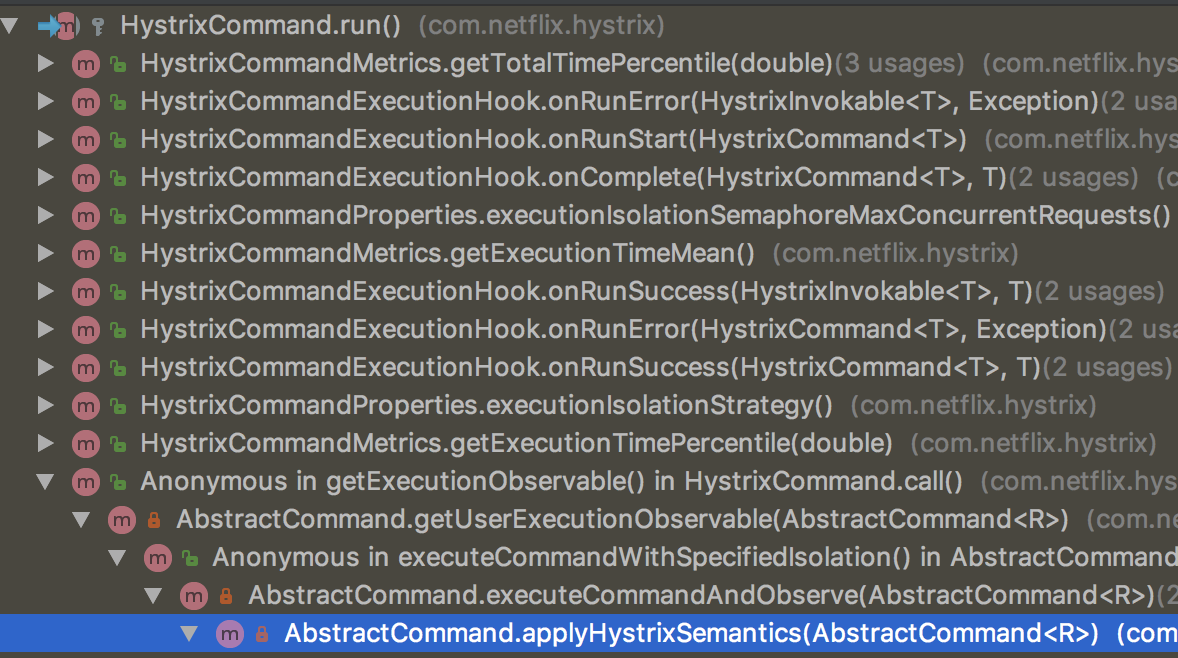 HystrixCommand.run() (com.netflix.hystrix)
m HystrixCommandMetrics.getTotalTimePercentile(double)(3 usages) (com.netflix.hys
m HystrixCommandExecutionHook.onRunError(HystrixInvokable<T>, Exception)(2 usa
m HystrixCommandExecutionHook.onRunStart(HystrixCommand<T>) (com.netflix.hys
m HystrixCommandExecutionHook.onComplete(HystrixCommand<T>, T)(2 usages) (c
m HystrixCommandProperties.executionIsolationSemaphoreMaxConcurrentRequests()
m HystrixCommandMetrics.getExecutionTimeMean() (com.netflix.hystrix)
m HystrixCommandExecutionHook.onRunSuccess(HystrixInvokable<T>, T)(2 usages)
m HystrixCommandExecutionHook.onRunError(HystrixCommand<T>, Exception)(2 usa
m HystrixCommandExecutionHook.onRunSuccess(HystrixCommand<T>, T)(2 usages)
m HystrixCommandProperties.executionIsolationStrategy() (com.netflix.hystrix)
m HystrixCommandMetrics.getExecutionTimePercentile(double) (com.netflix.hystrix)
m Anonymous in getExecutionObservable() in HystrixCommand.call() (com.netflix.hys
m AbstractCommand.getUserExecutionObservable(AbstractCommand<R>) (com.ne
m Anonymous in executeCommandWithSpecifiedIsolation() in AbstractCommand
m AbstractCommand.executeCommandAndObserve(AbstractCommand<R>)(2
m AbstractCommand.applyHystrixSemantics(AbstractCommand<R>) (com